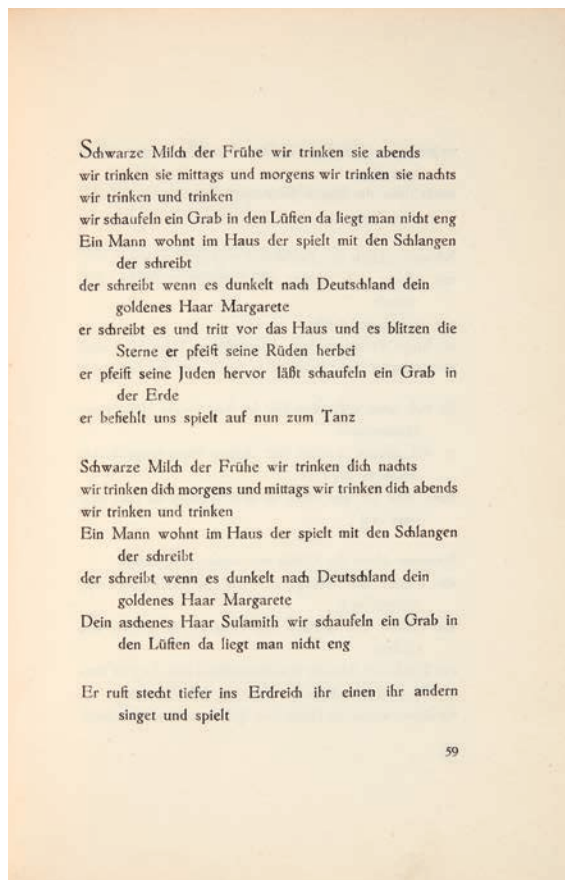 Schwarze Milch der Frühe wir trinken sie abends
wir trinken sie mittags und morgens wir trinken sie nachts
wir trinken und trinken
wir schaufeln ein Grab in den Lüften da liegt man nicht eng
Ein Mann wohnt im Haus der spielt mit den Schlangen
der schreibt
der schreibt wenn es dunkelt nach Deutschland dein
goldenes Haar Margarete
er schreibt es und tritt vor das Haus und es blitzen die
Sterne er pfeift seine Rüden herbei
er pfeift seine Juden hervor läßt schaufeln ein Grab in
der Erde
er befiehlt uns spielt auf nun zum Tanz

Schwarze Milch der Frühe wir trinken dich nachts
wir trinken dich morgens und mittags wir trinken dich abends
wir trinken und trinken
Ein Mann wohnt im Haus der spielt mit den Schlangen
der schreibt
der schreibt wenn es dunkelt nach Deutschland dein
goldenes Haar Margarete
Dein aschenes Haar Sulamith wir schaufeln ein Grab in
den Lüften da liegt man nicht eng

Er ruft stecht tiefer ins Erdreich ihr einen ihr andern
singet und spielt

59